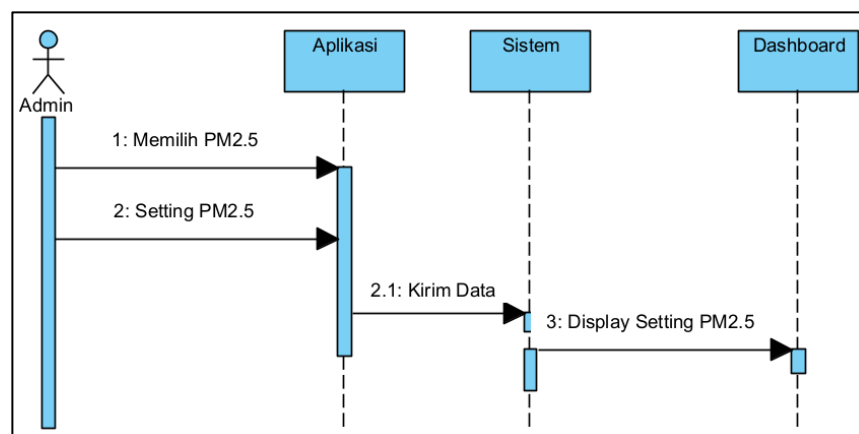 Aplikasi
Sistem
Dashboard
Admin
1: Memilih PM2.5
2: Setting PM2.5
2.1: Kirim Data
3: Display Setting PM2.5